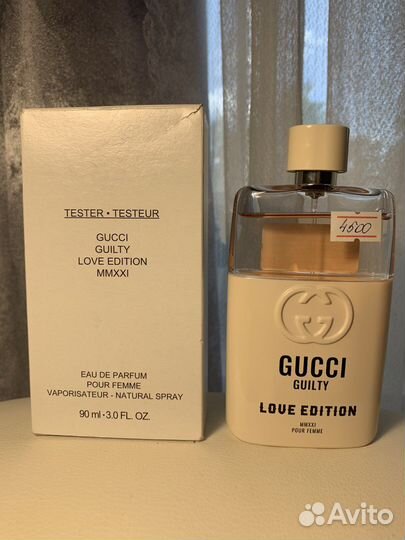 TESTER • TESTEUR
GUCCI
GUILTY
LOVE EDITION
MMXXI
EAU DE PARFUM
POUR FEMME
VAPORISATEUR - NATURAL SPRAY
90 ml • 3.0 FL. OZ.
4500
GUCCI
GUILTY
LOVE EDITION
MMXXI
POUR FEMME
Avito